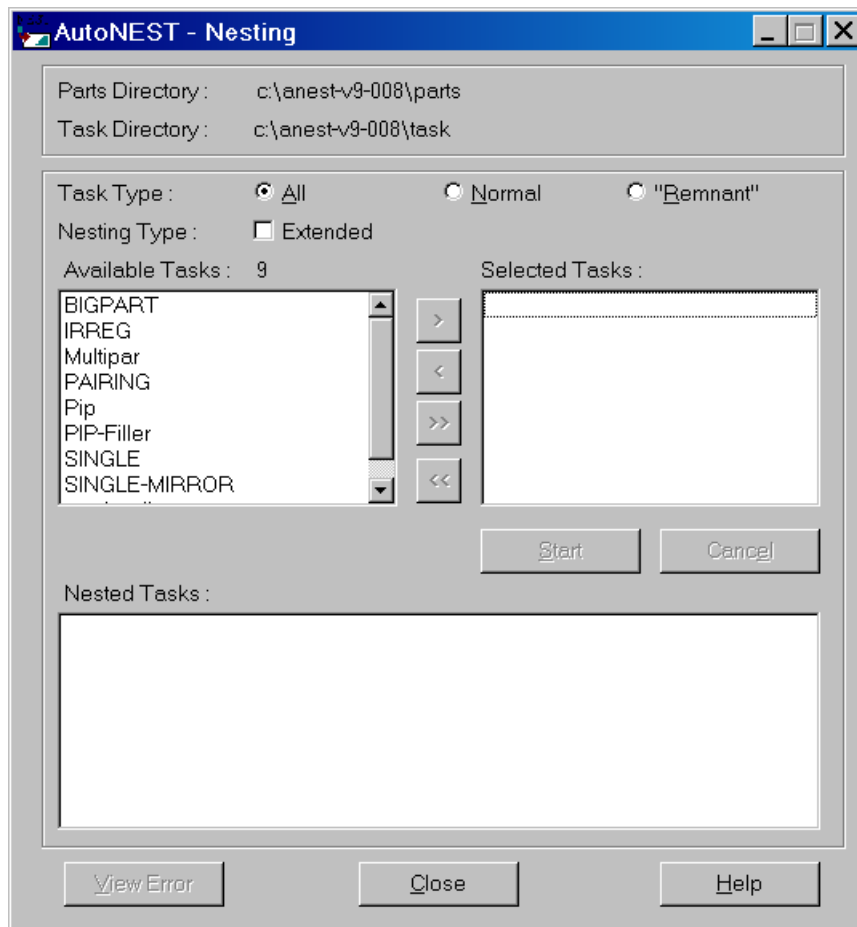 AutoNEST - Nesting
Parts Directory : c:\anest-v9-008\parts
Task Directory : c:\anest-v9-008\task
Task Type : All Normal "Remnant"
Nesting Type : Extended
Available Tasks : 9 Selected Tasks :
BIGPART
IRREG
Multipar
PAIRING
Pip
PIP-Filler
SINGLE
SINGLE-MIRROR
>
<
>>
<<
Start Cancel
Nested Tasks :
View Error Close Help